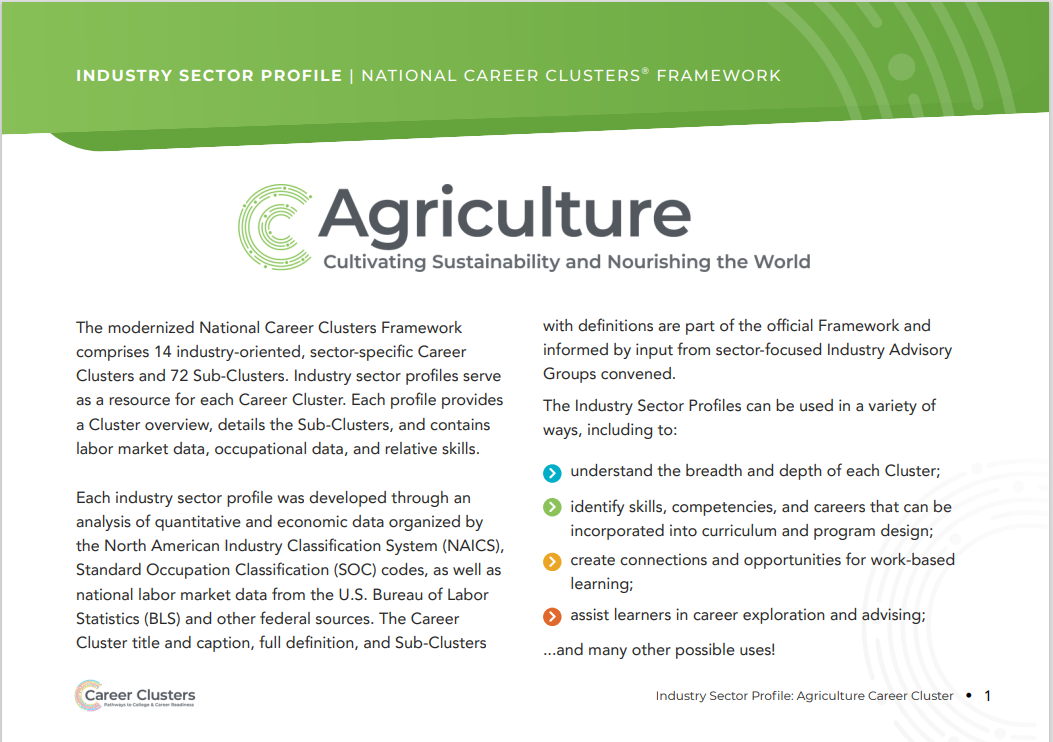 INDUSTRY SECTOR PROFILE | NATIONAL CAREER CLUSTERS® FRAMEWORK
Agriculture
Cultivating Sustainability and Nourishing the World
The modernized National Career Clusters Framework
comprises 14 industry-oriented, sector-specific Career
Clusters and 72 Sub-Clusters. Industry sector profiles serve
as a resource for each Career Cluster. Each profile provides
a Cluster overview, details the Sub-Clusters, and contains
labor market data, occupational data, and relative skills.
Each industry sector profile was developed through an
analysis of quantitative and economic data organized by
the North American Industry Classification System (NAICS),
Standard Occupation Classification (SOC) codes, as well as
national labor market data from the U.S. Bureau of Labor
Statistics (BLS) and other federal sources. The Career
Cluster title and caption, full definition, and Sub-Clusters
with definitions are part of the official Framework and
informed by input from sector-focused Industry Advisory
Groups convened.
The Industry Sector Profiles can be used in a variety of
ways, including to:
understand the breadth and depth of each Cluster;
identify skills, competencies, and careers that can be
incorporated into curriculum and program design;
create connections and opportunities for work-based
learning;
assist learners in career exploration and advising;
...and many other possible uses!
Career Clusters
Pathways to College & Career Readiness
Industry Sector Profile: Agriculture Career Cluster • 1